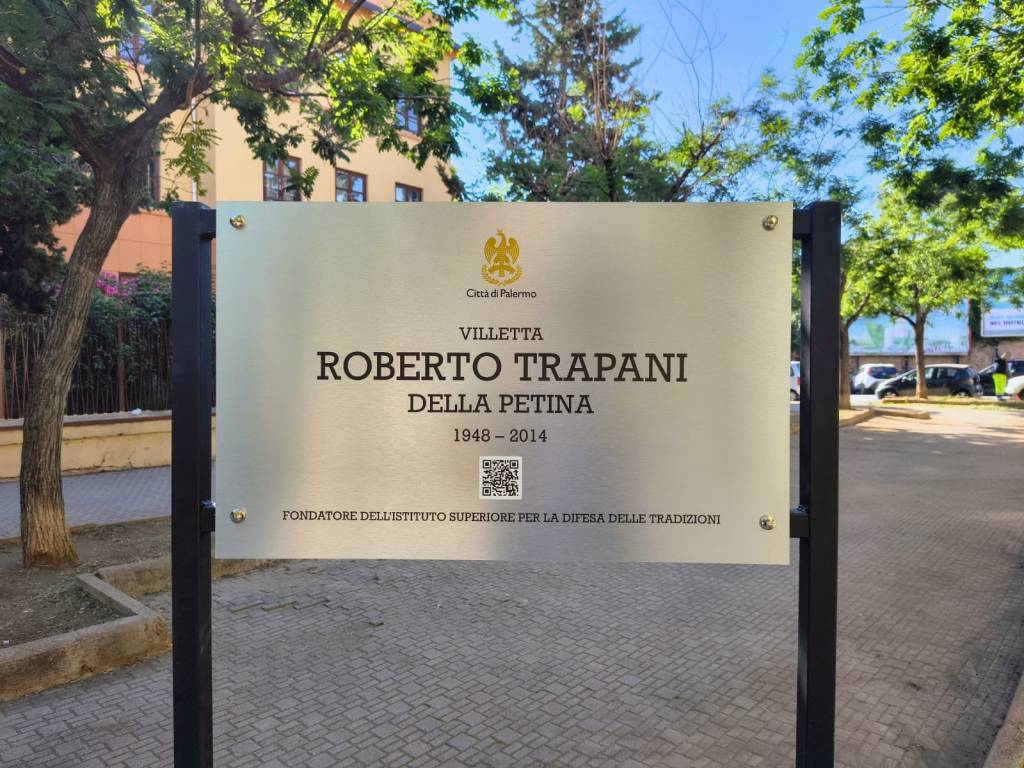 Città di Palermo
VILLETTA
ROBERTO TRAPANI
DELLA PETINA
1948 – 2014
FONDATORE DELL'ISTITUTO SUPERIORE PER LA DIFESA DELLE TRADIZIONI